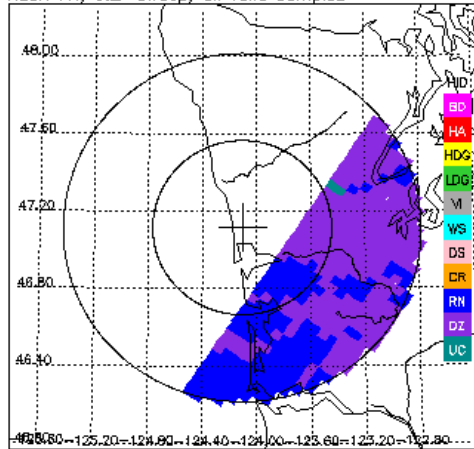 48.00
47.60
47.20
46.80
46.40
-125.20
-124.80
-124.40
-124.00
-123.60
-123.20
-122.80
HID
BD
HA
HDG
LDG
VI
WS
DS
CR
RN
DZ
UC